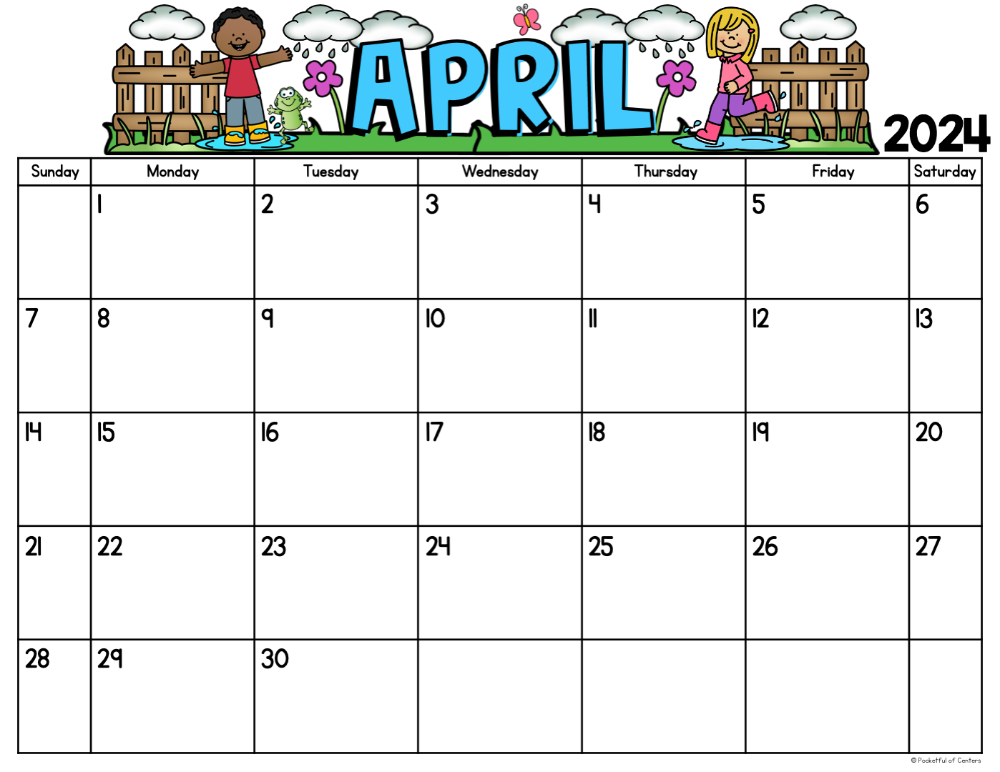 APRIL
2024
Sunday Monday Tuesday Wednesday Thursday Friday Saturday
1 2 3 4 5 6
7 8 9 10 11 12 13
14 15 16 17 18 19 20
21 22 23 24 25 26 27
28 29 30
© Pocketful of Centers